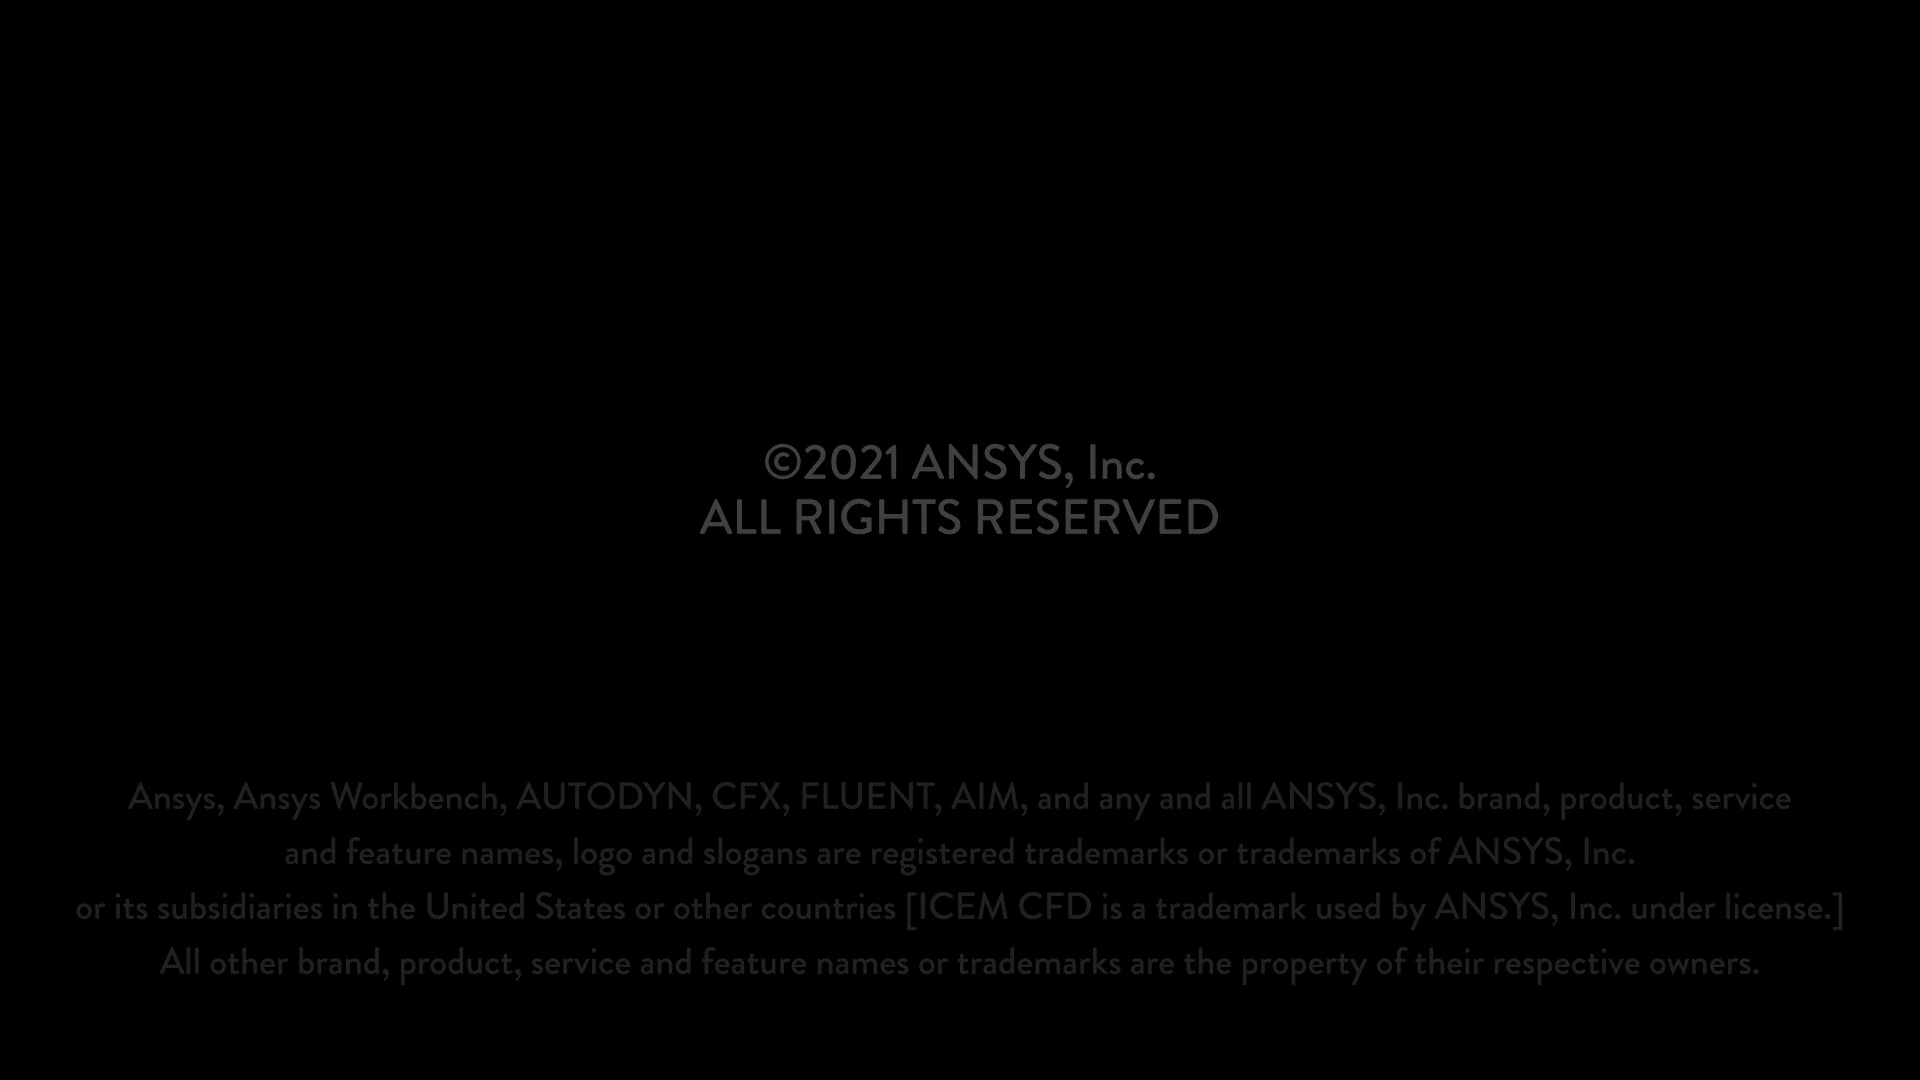 ©2021 ANSYS, Inc.
ALL RIGHTS RESERVED
Ansys, Ansys Workbench, AUTODYN, CFX, FLUENT, AIM, and any and all ANSYS, Inc. brand, product, service
and feature names, logo and slogans are registered trademarks or trademarks of ANSYS, Inc.
or its subsidiaries in the United States or other countries [ICEM CFD is a trademark used by ANSYS, Inc. under license.]
All other brand, product, service and feature names or trademarks are the property of their respective owners.